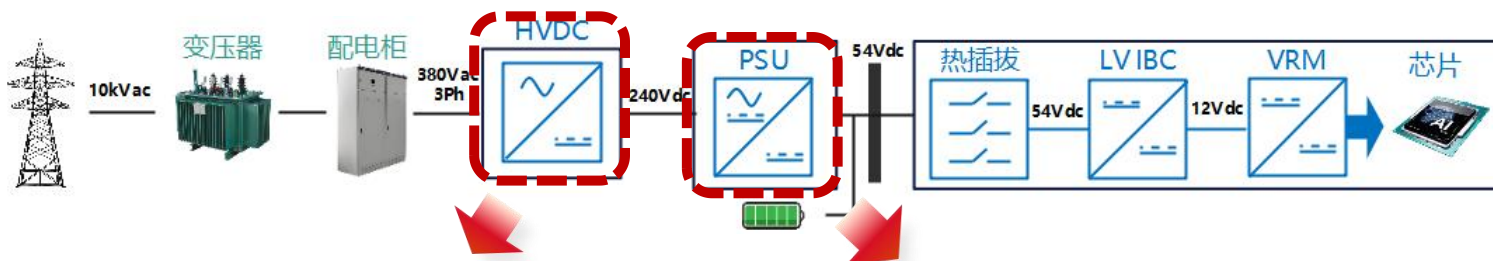 10kVac
变压器
配电柜
380Vac
3Ph
HVDC
240Vdc
PSU
54Vdc
热插拔
54Vdc
LV IBC
12Vdc
VRM
芯片
AI